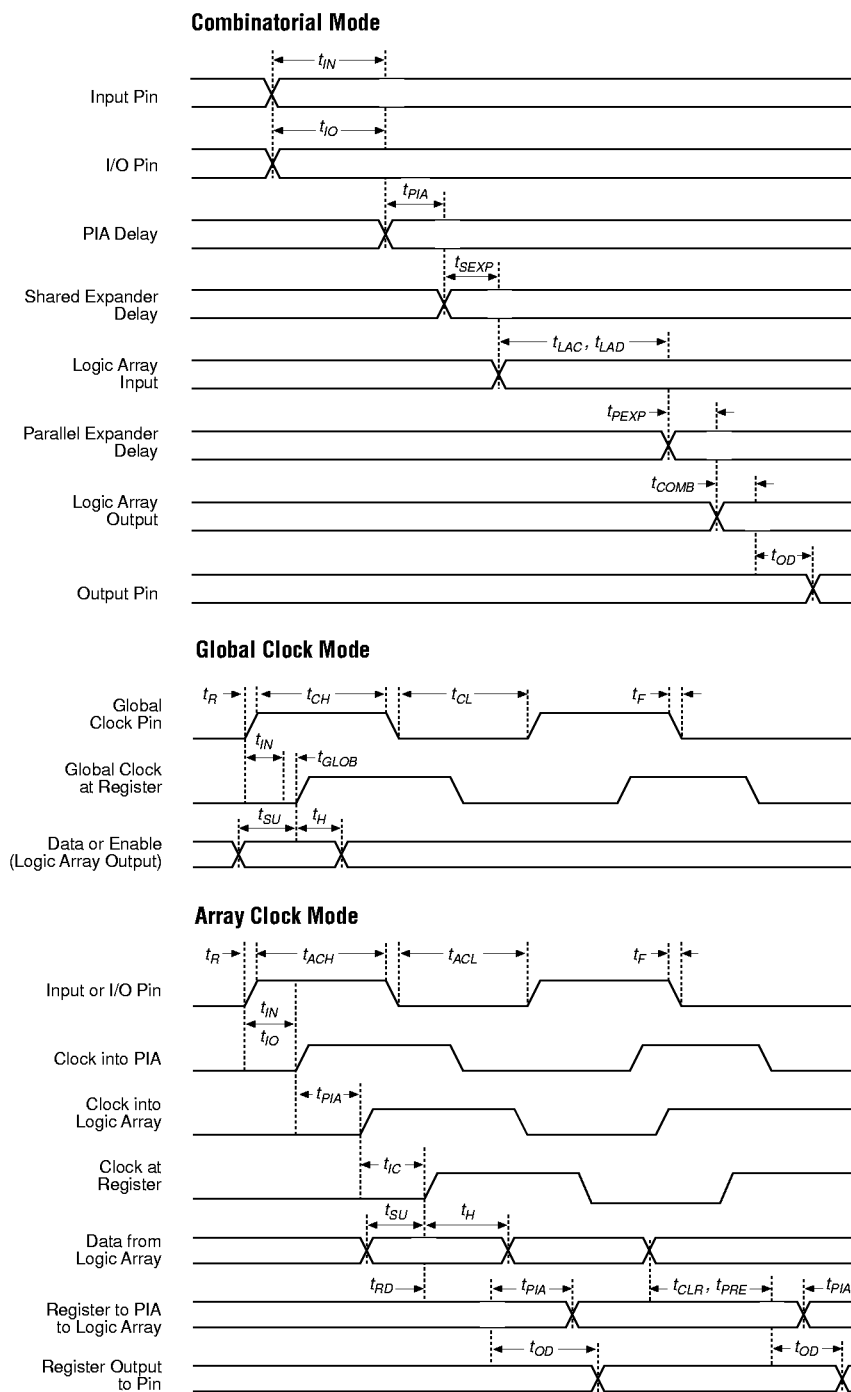 Combinatorial Mode
tIN
Input Pin
tIO
I/O Pin
tPIA
PIA Delay
tSEXP
Shared Expander
Delay
tLAC, tLAD
Logic Array
Input
tPEXP
Parallel Expander
Delay
tCOMB
Logic Array
Output
tOD
Output Pin
Global Clock Mode
tR tCH tCL tF
Global
Clock Pin
tIN tGLOB
Global Clock
at Register
tSU tH
Data or Enable
(Logic Array Output)
Array Clock Mode
tR tACH tACL tF
Input or I/O Pin
tIN
tIO
Clock into PIA
tPIA
Clock into
Logic Array
tIC
Clock at
Register
tSU tH
Data from
Logic Array
tRD tPIA tCLR, tPRE tPIA
Register to PIA
to Logic Array
tOD tOD
Register Output
to Pin